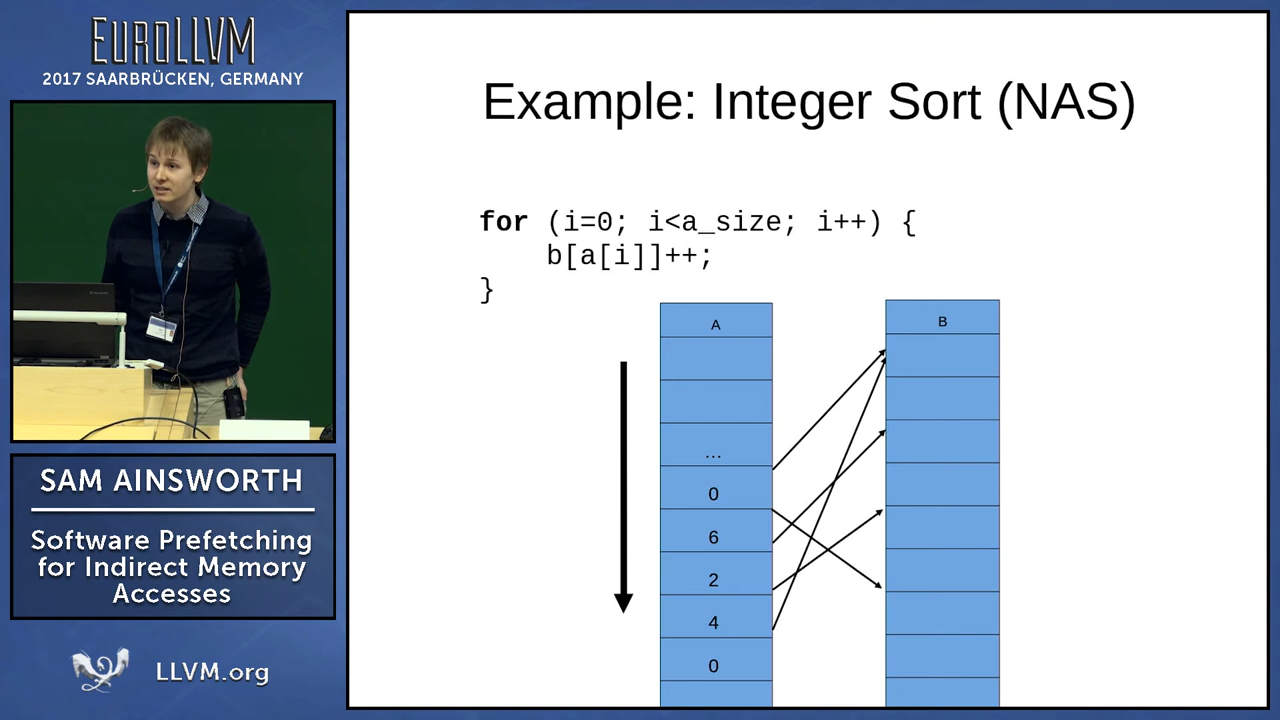 EUROLLVM
2017 SAARBRÜCKEN, GERMANY
SAM AINSWORTH
Software Prefetching
for Indirect Memory
Accesses
LLVM.org
Example: Integer Sort (NAS)
for (i=0; i<a_size; i++) {
b[a[i]]++;
}
A
B
...
0
6
2
4
0